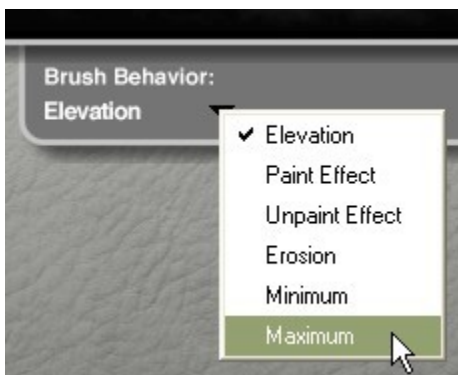 Brush Behavior:
Elevation
Elevation
Paint Effect
Unpaint Effect
Erosion
Minimum
Maximum